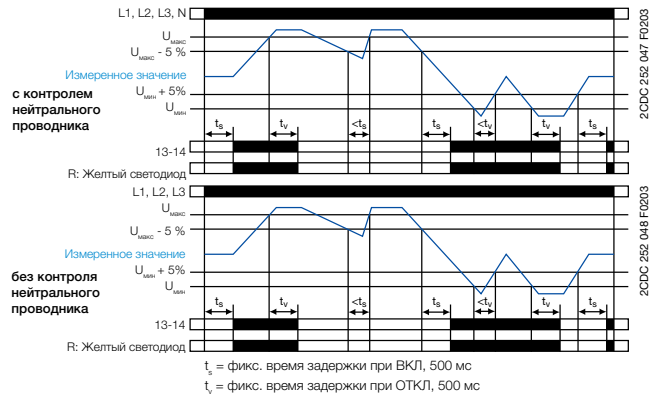 L1, L2, L3, N
Uмакс
Uмакс - 5 %
Измеренное значение
Uмин + 5%
Uмин
с контролем
нейтрального
проводника
ts tv <ts ts <tv tv ts
13-14
R: Желтый светодиод
2CDC 252 047 F0203
L1, L2, L3
Uмакс
Uмакс - 5 %
Измеренное значение
Uмин + 5%
Uмин
без контроля
нейтрального
проводника
ts tv <ts ts <tv tv ts
13-14
R: Желтый светодиод
2CDC 252 048 F0203
ts = фикс. время задержки при ВКЛ, 500 мс
tv = фикс. время задержки при ОТКЛ, 500 мс